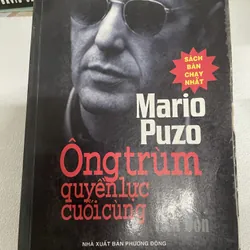 SÁCH
BÁN
CHẠY
NHẤT
Mario
Puzo
Ông trùm
quyền lực
cuối cùng
NHÀ XUẤT BẢN PHƯƠNG ĐÔNG